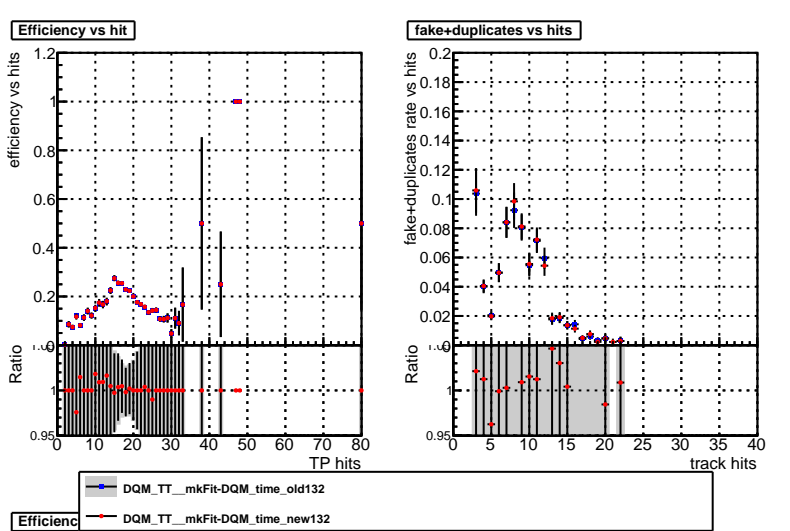 Efficiency vs hit
efficiency vs hits
1.2
1
0.8
0.6
0.4
0.2
Ratio
1
0.95
0 10 20 30 40 50 60 70 80
TP hits
fake+duplicates vs hits
fake+duplicates rate vs hits
0.2
0.18
0.16
0.14
0.12
0.1
0.08
0.06
0.04
0.02
Ratio
1
0.95
0 5 10 15 20 25 30 35 40
track hits
DQM_TT__mkFit-DQM_time_old132
DQM_TT__mkFit-DQM_time_new132
Efficienc